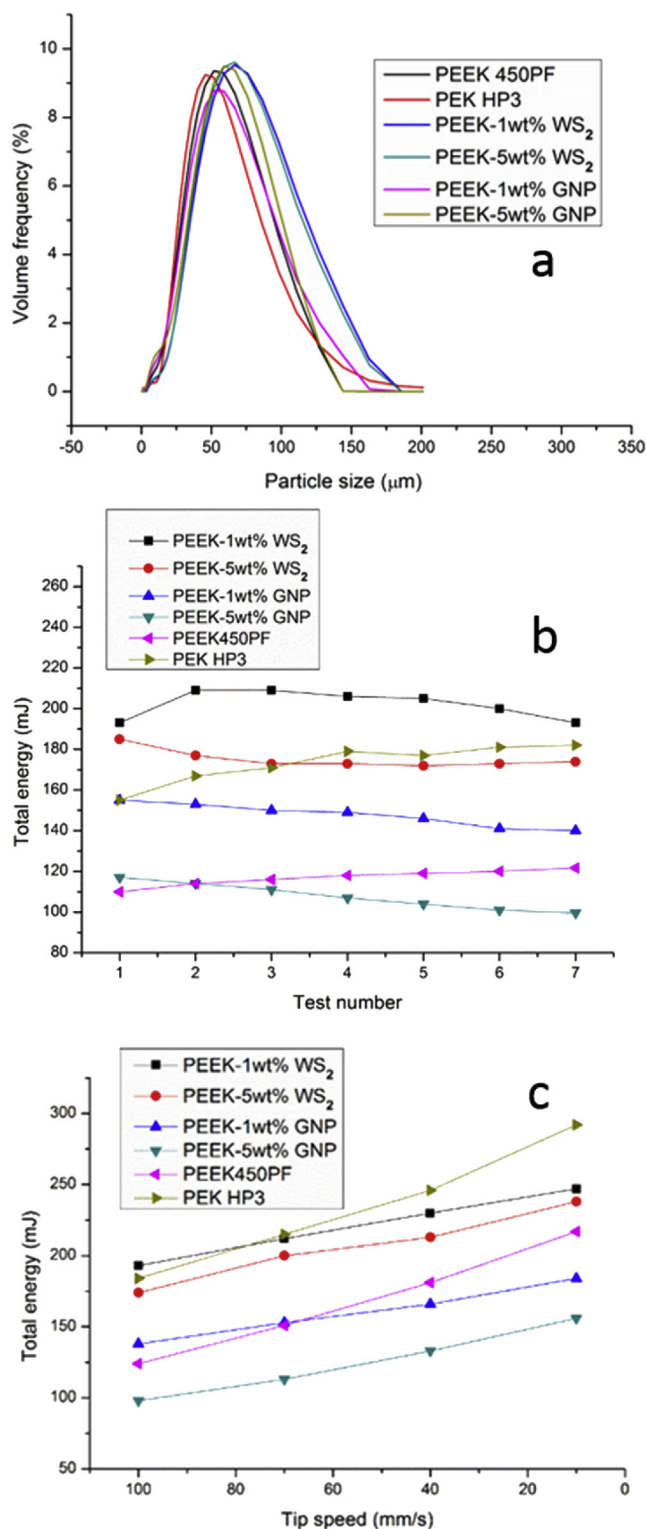 10
8
6
4
2
0
Volume frequency (%)
PEEK 450PF
PEK HP3
PEEK-1wt% WS₂
PEEK-5wt% WS₂
PEEK-1wt% GNP
PEEK-5wt% GNP
a
-50 0 50 100 150 200 250 300 350
Particle size (μm)
PEEK-1wt% WS₂
PEEK-5wt% WS₂
PEEK-1wt% GNP
PEEK-5wt% GNP
PEEK450PF
PEK HP3
b
260
240
220
200
180
160
140
120
100
80
Total energy (mJ)
1 2 3 4 5 6 7
Test number
PEEK-1wt% WS₂
PEEK-5wt% WS₂
PEEK-1wt% GNP
PEEK-5wt% GNP
PEEK450PF
PEK HP3
c
300
250
200
150
100
50
Total energy (mJ)
100 80 60 40 20 0
Tip speed (mm/s)